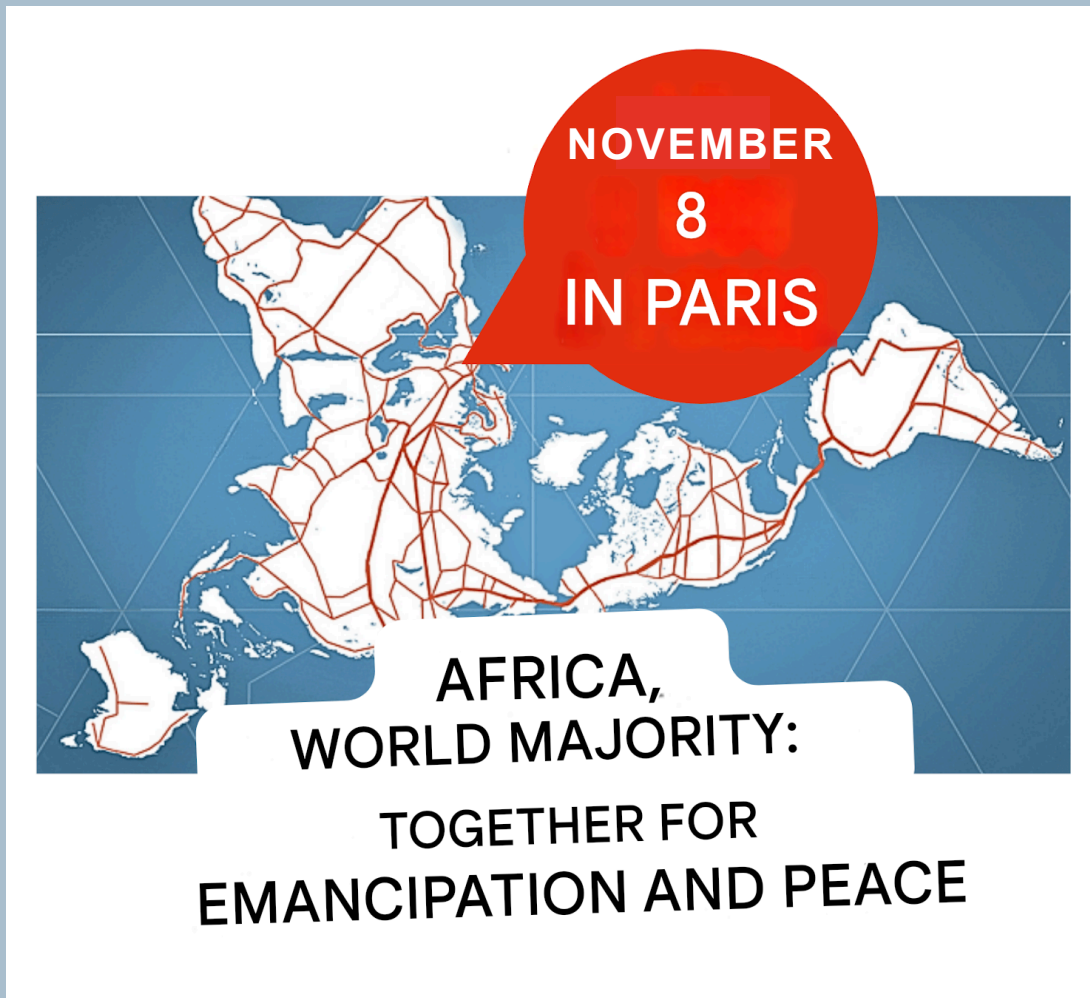 NOVEMBER
8
IN PARIS
AFRICA,
WORLD MAJORITY:
TOGETHER FOR
EMANCIPATION AND PEACE